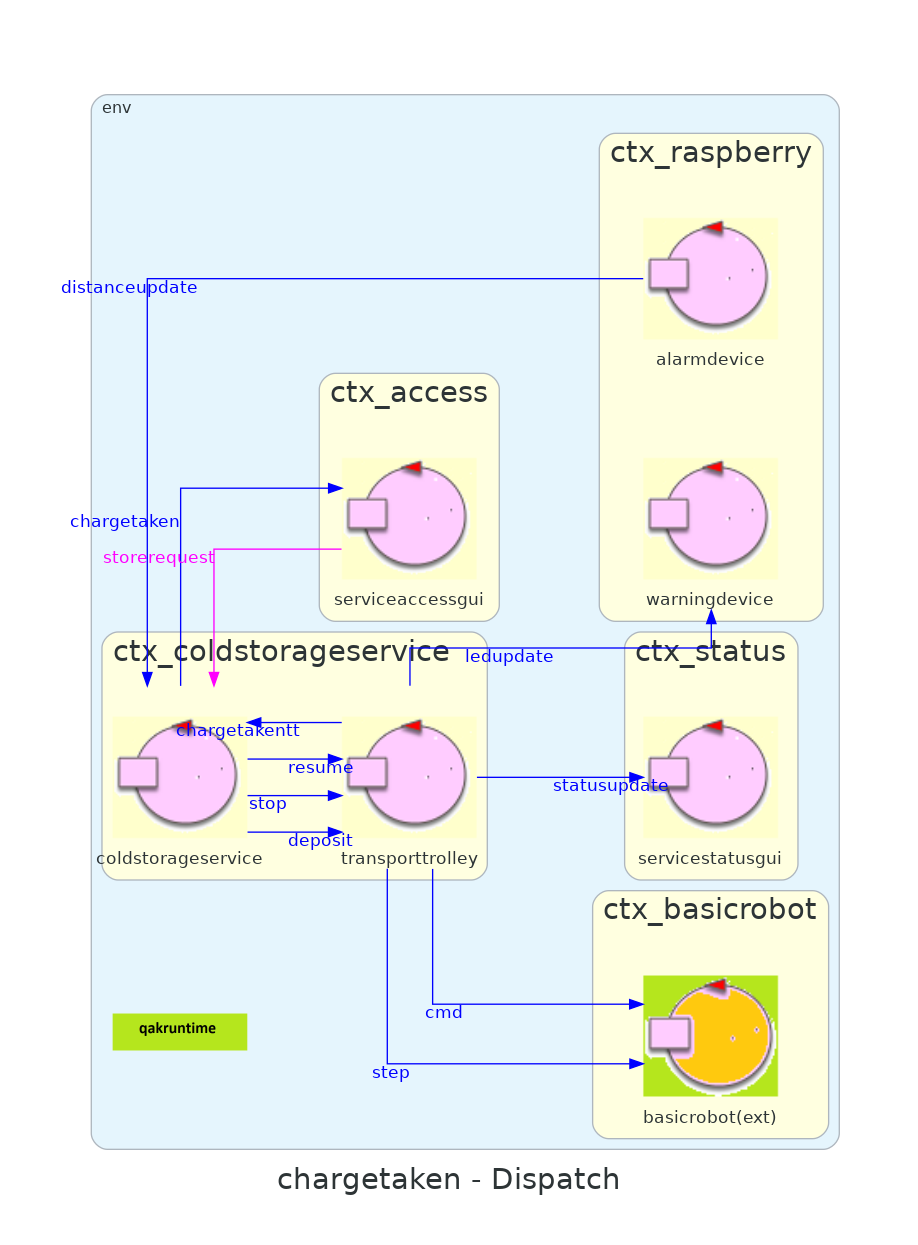 env
ctx_raspberry
distanceupdate
alarmdevice
ctx_access
chargetaken
storerequest
serviceaccessgui
warningdevice
ctx_coldstorageservice
ledupdate
ctx_status
chargetakentt
resume
stop
deposit
statusupdate
coldstorageservice
transporttrolley
servicestatusgui
ctx_basicrobot
cmd
qakruntime
step
basicrobot(ext)
chargetaken - Dispatch